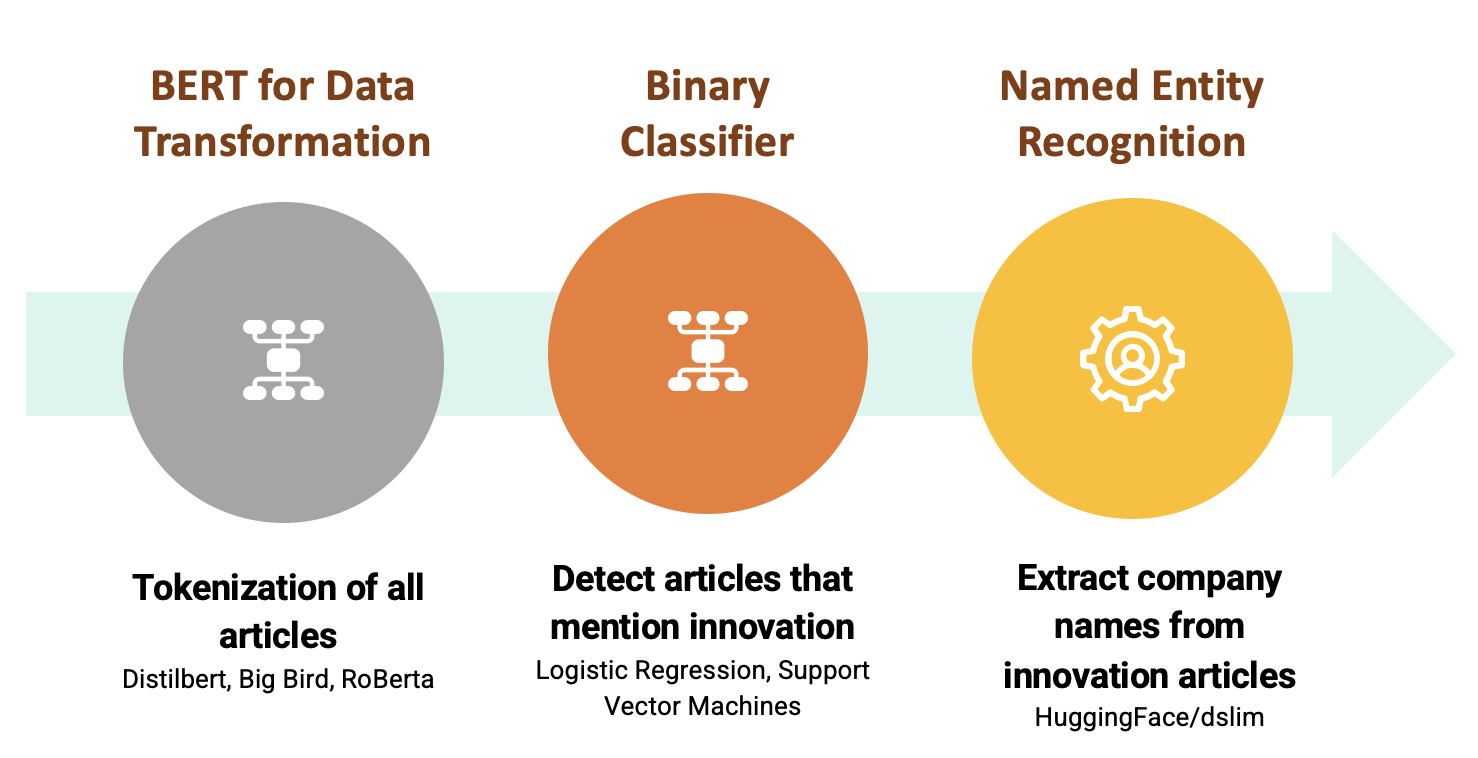 BERT for Data
Transformation
Binary
Classifier
Named Entity
Recognition
Tokenization of all
articles
Distilbert, Big Bird, RoBerta
Detect articles that
mention innovation
Logistic Regression, Support
Vector Machines
Extract company
names from
innovation articles
HuggingFace/dslim